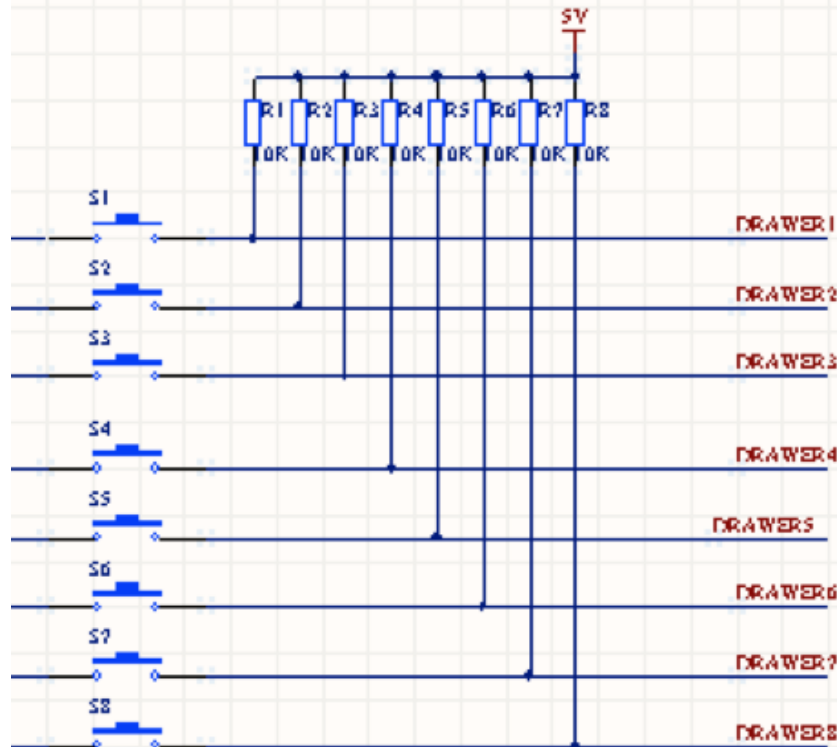 5V
R1 R2 R3 R4 R5 R6 R7 R8
10K 10K 10K 10K 10K 10K 10K 10K
S1
DRAWER1
S2
DRAWER2
S3
DRAWER3
S4
DRAWER4
S5
DRAWER5
S6
DRAWER6
S7
DRAWER7
S8
DRAWER8